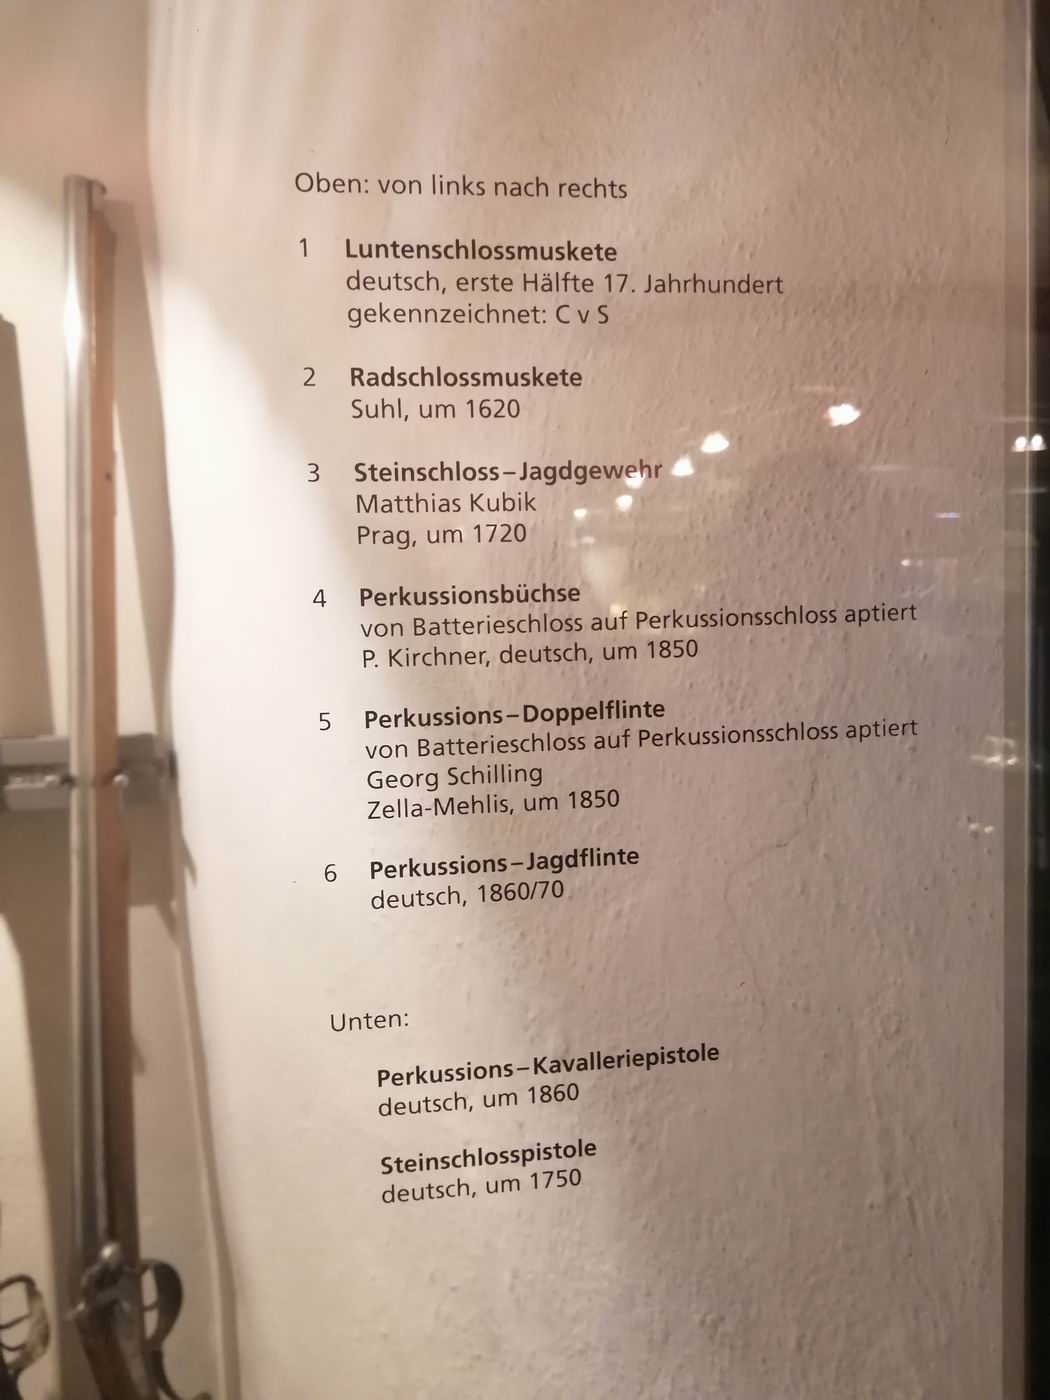 Oben: von links nach rechts
1 Luntenschlossmuskete
deutsch, erste Hälfte 17. Jahrhundert
gekennzeichnet: C v S
2 Radschlossmuskete
Suhl, um 1620
3 Steinschloss–Jagdgewehr
Matthias Kubik
Prag, um 1720
4 Perkussionsbüchse
von Batterieschloss auf Perkussionsschloss aptiert
P. Kirchner, deutsch, um 1850
5 Perkussions–Doppelflinte
von Batterieschloss auf Perkussionsschloss aptiert
Georg Schilling
Zella-Mehlis, um 1850
6 Perkussions–Jagdflinte
deutsch, 1860/70
Unten:
Perkussions–Kavalleriepistole
deutsch, um 1860
Steinschlosspistole
deutsch, um 1750